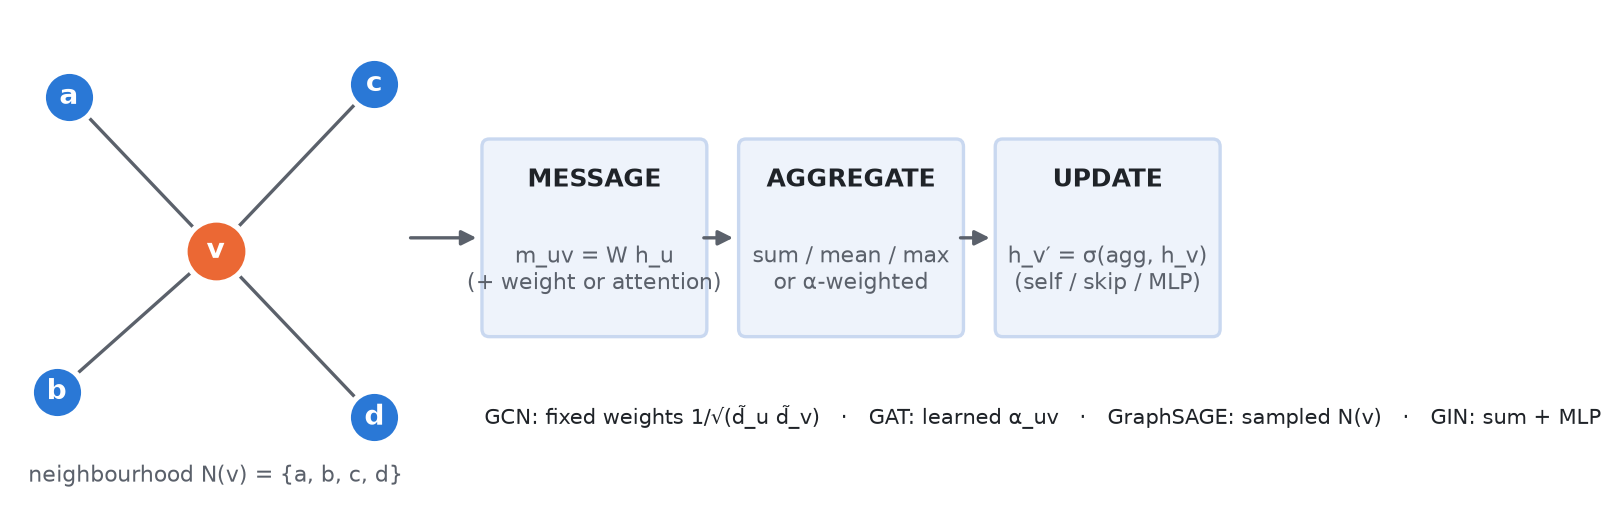 a
c
v
b
d
neighbourhood N(v) = {a, b, c, d}
MESSAGE
m_uv = W h_u
(+ weight or attention)
AGGREGATE
sum / mean / max
or α-weighted
UPDATE
h_v′ = σ(agg, h_v)
(self / skip / MLP)
GCN: fixed weights 1/√(d̃_u d̃_v) · GAT: learned α_uv · GraphSAGE: sampled N(v) · GIN: sum + MLP